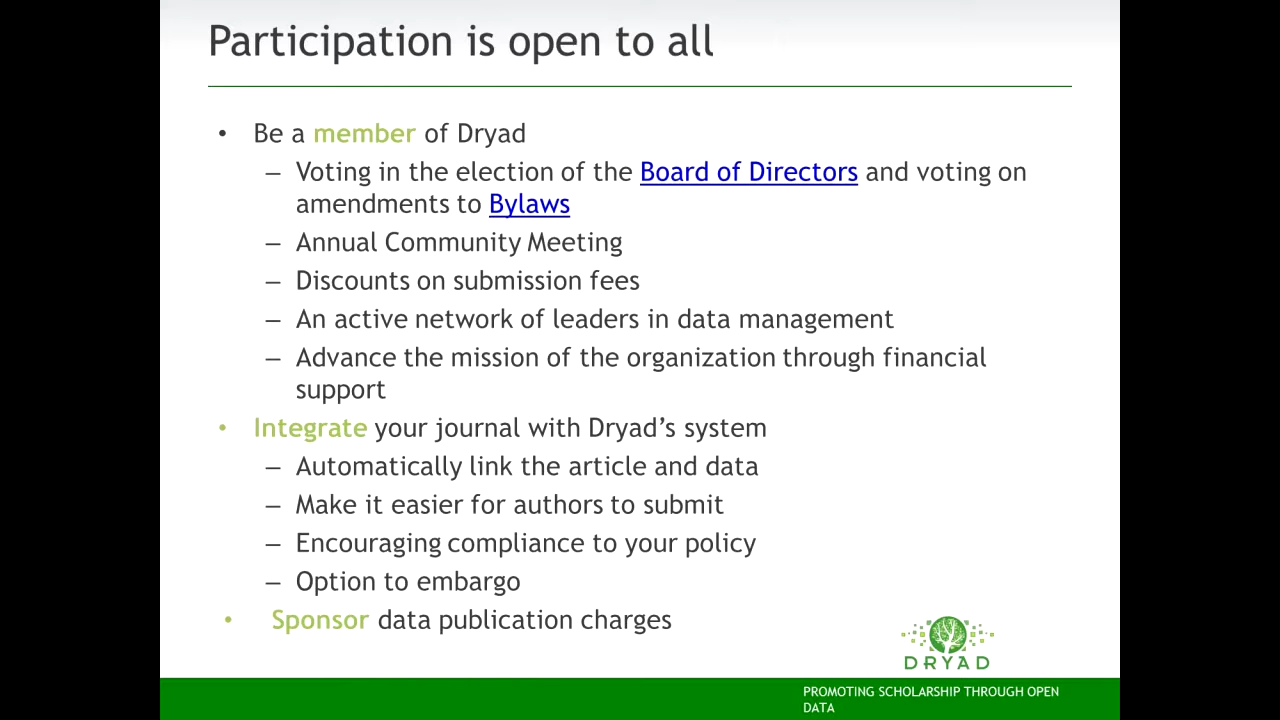 Participation is open to all
• Be a member of Dryad
– Voting in the election of the Board of Directors and voting on
amendments to Bylaws
– Annual Community Meeting
– Discounts on submission fees
– An active network of leaders in data management
– Advance the mission of the organization through financial
support
• Integrate your journal with Dryad’s system
– Automatically link the article and data
– Make it easier for authors to submit
– Encouraging compliance to your policy
– Option to embargo
• Sponsor data publication charges
DRYAD
PROMOTING SCHOLARSHIP THROUGH OPEN
DATA